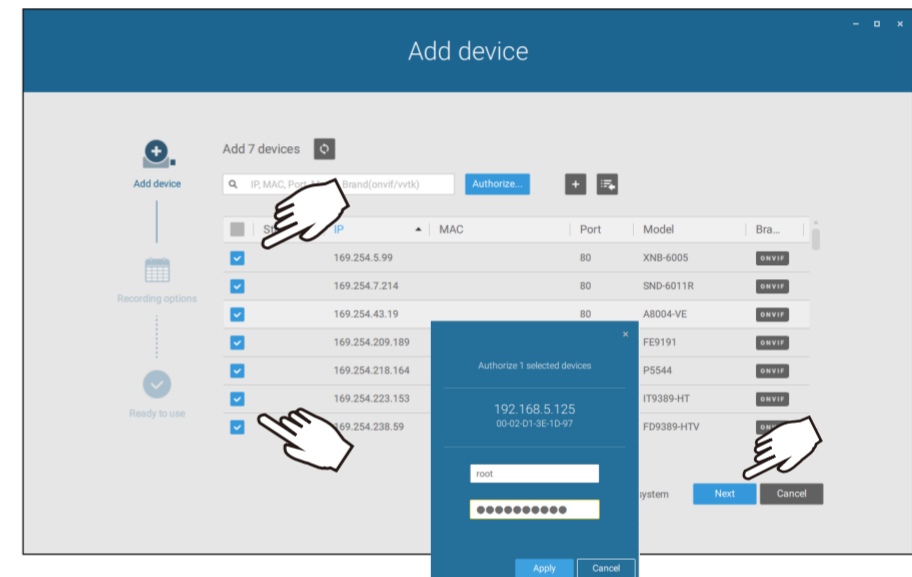 Add device
Add 7 devices
Add device
IP, MAC, Port, Brand(onvif/vvtk)
Authorize...
IP MAC Port Model Bra...
169.254.5.99 80 XNB-6005 ONVIF
169.254.7.214 80 SND-6011R ONVIF
Recording options
169.254.43.19 80 A8004-VE ONVIF
169.254.209.189 FE9191 ONVIF
169.254.218.164 P5544 ONVIF
169.254.223.153 IT9389-HT ONVIF
Ready to use
169.254.238.59 FD9389-HTV
Authorize 1 selected devices
192.168.5.125
00-02-D1-3E-1D-97
root
system
Next
Cancel
Apply
Cancel